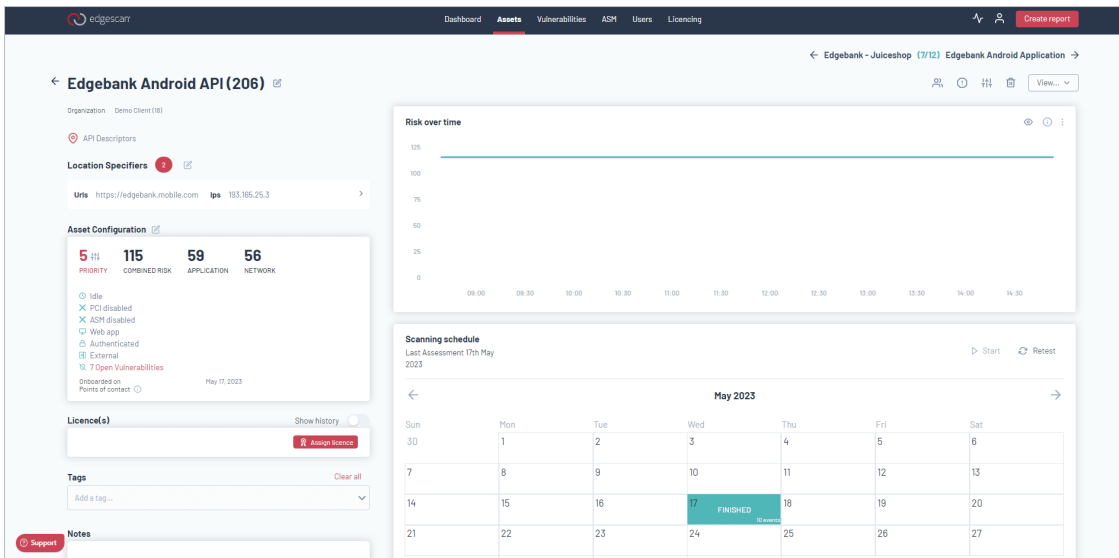 edgescan
Dashboard Assets Vulnerabilities ASM Users Licencing
Create report
Edgebank - Juiceshop (7/12) Edgebank Android Application
Edgebank Android API (206)
View...
Organization Demo Client (18)
API Descriptors
Location Specifiers 2
Urls https://edgebank.mobile.com Ips 193.165.25.3
Asset Configuration
5 115 59 56
PRIORITY COMBINED RISK APPLICATION NETWORK
Idle
PCI disabled
ASM disabled
Web app
Authenticated
External
7 Open Vulnerabilities
Onboarded on May 17, 2023
Points of contact
Licence(s) Show history
Assign licence
Tags Clear all
Add a tag...
Notes
Support
Risk over time
125
100
75
50
25
0
09:00 09:30 10:00 10:30 11:00 11:30 12:00 12:30 13:00 13:30 14:00 14:30
Scanning schedule
Last Assessment 17th May
2023
Start Retest
May 2023
Sun Mon Tue Wed Thu Fri Sat
30 1 2 3 4 5 6
7 8 9 10 11 12 13
14 15 16 17 FINISHED 18 19 20
10 events
21 22 23 24 25 26 27